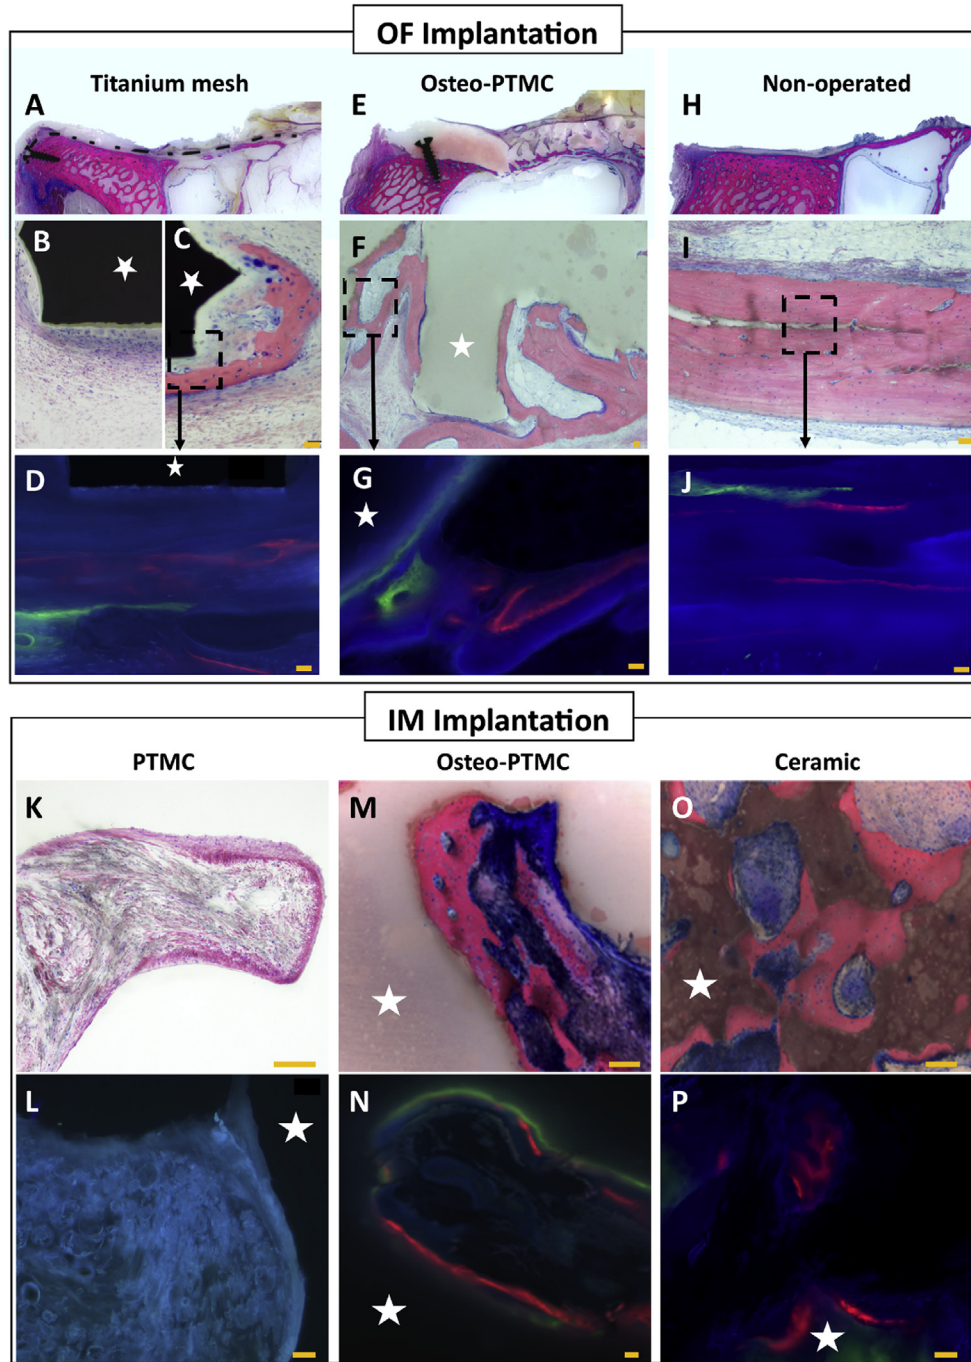 OF Implantation
Titanium mesh
Osteo-PTMC
Non-operated
A
E
H
B
C
F
I
D
G
J
IM Implantation
PTMC
Osteo-PTMC
Ceramic
K
M
O
L
N
P